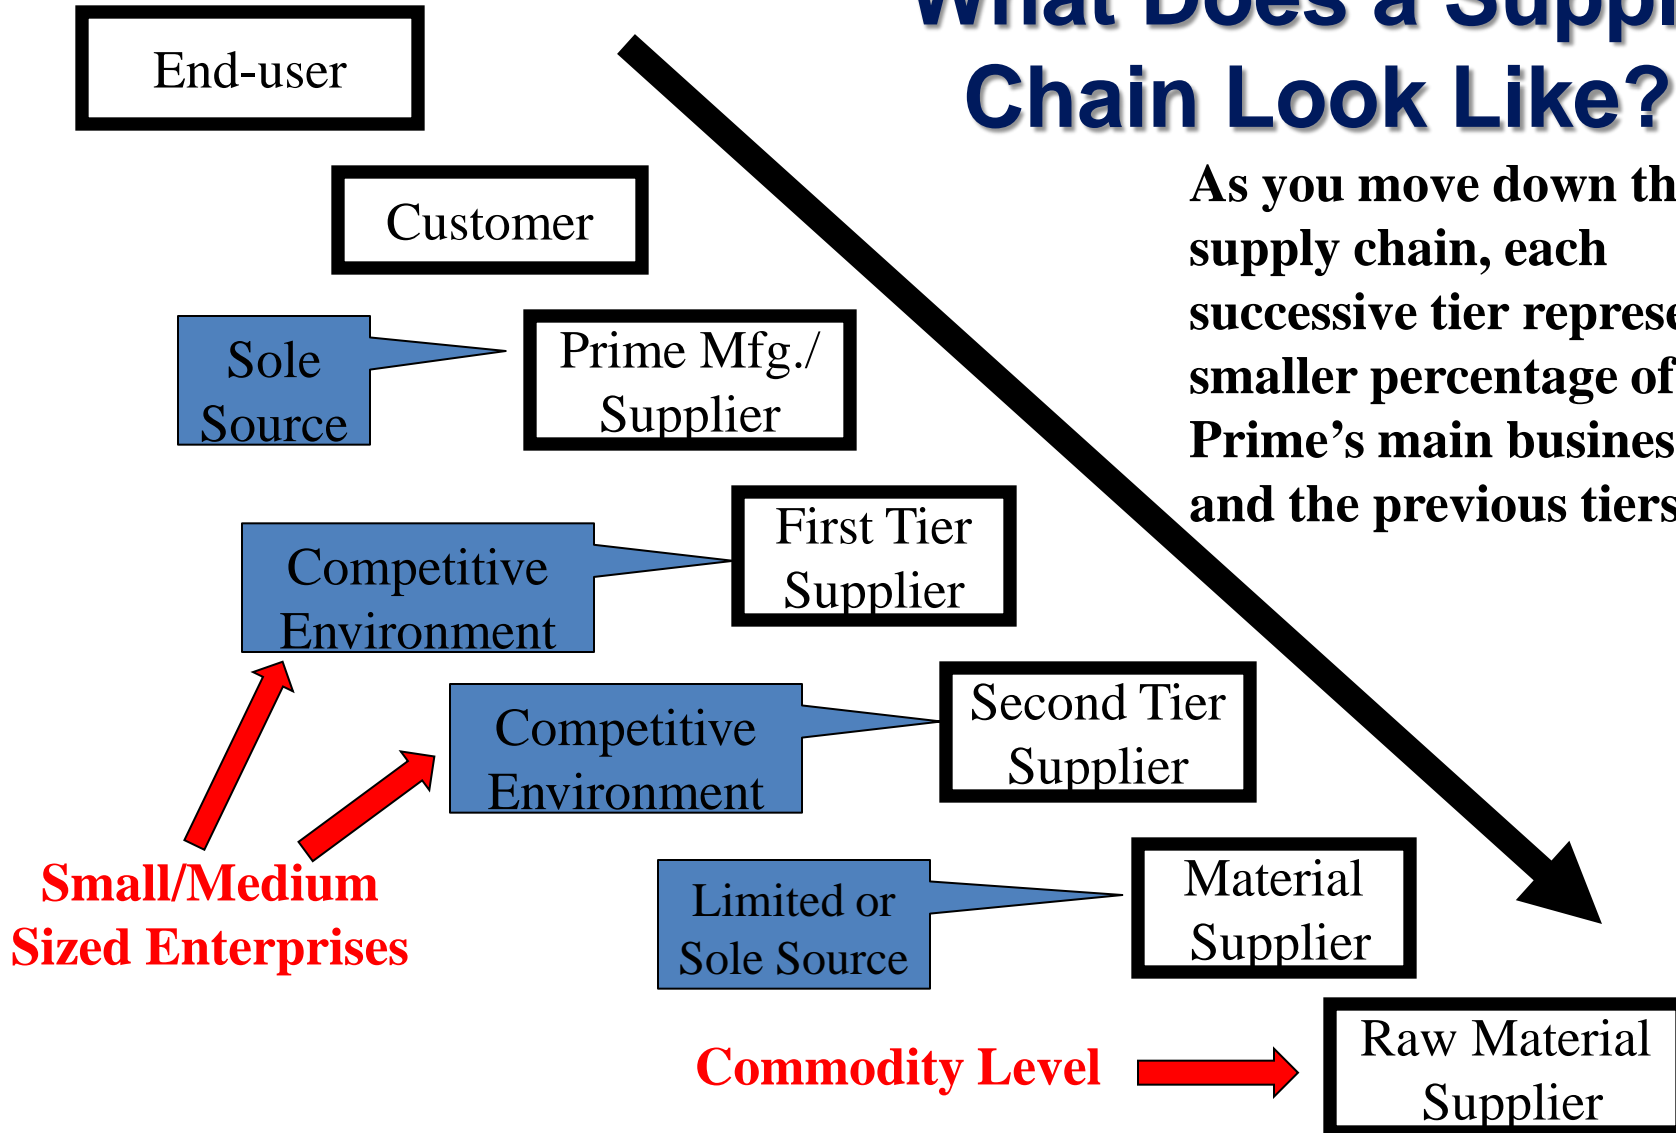 What Does a Suppl
Chain Look Like?
End-user
Customer
As you move down th
supply chain, each
successive tier represe
smaller percentage of
Prime’s main busines
and the previous tiers
Sole
Source
Prime Mfg./
Supplier
Competitive
Environment
First Tier
Supplier
Competitive
Environment
Second Tier
Supplier
Small/Medium
Sized Enterprises
Limited or
Sole Source
Material
Supplier
Commodity Level
Raw Material
Supplier